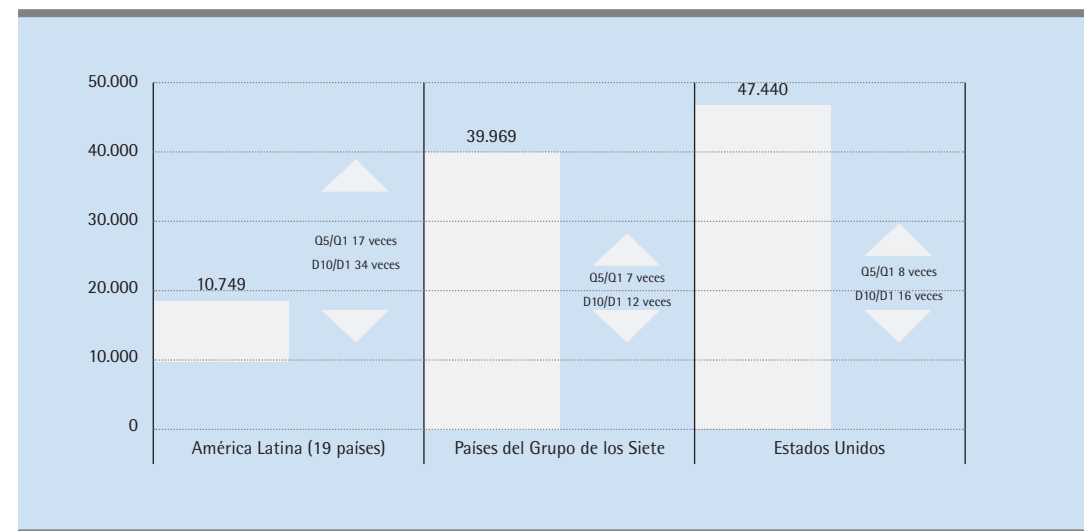 50.000
47.440
39.969
40.000
30.000
Q5/Q1 17 veces
D10/D1 34 veces
Q5/Q1 7 veces
D10/D1 12 veces
Q5/Q1 8 veces
D10/D1 16 veces
20.000
10.749
10.000
0
América Latina (19 países)
Países del Grupo de los Siete
Estados Unidos